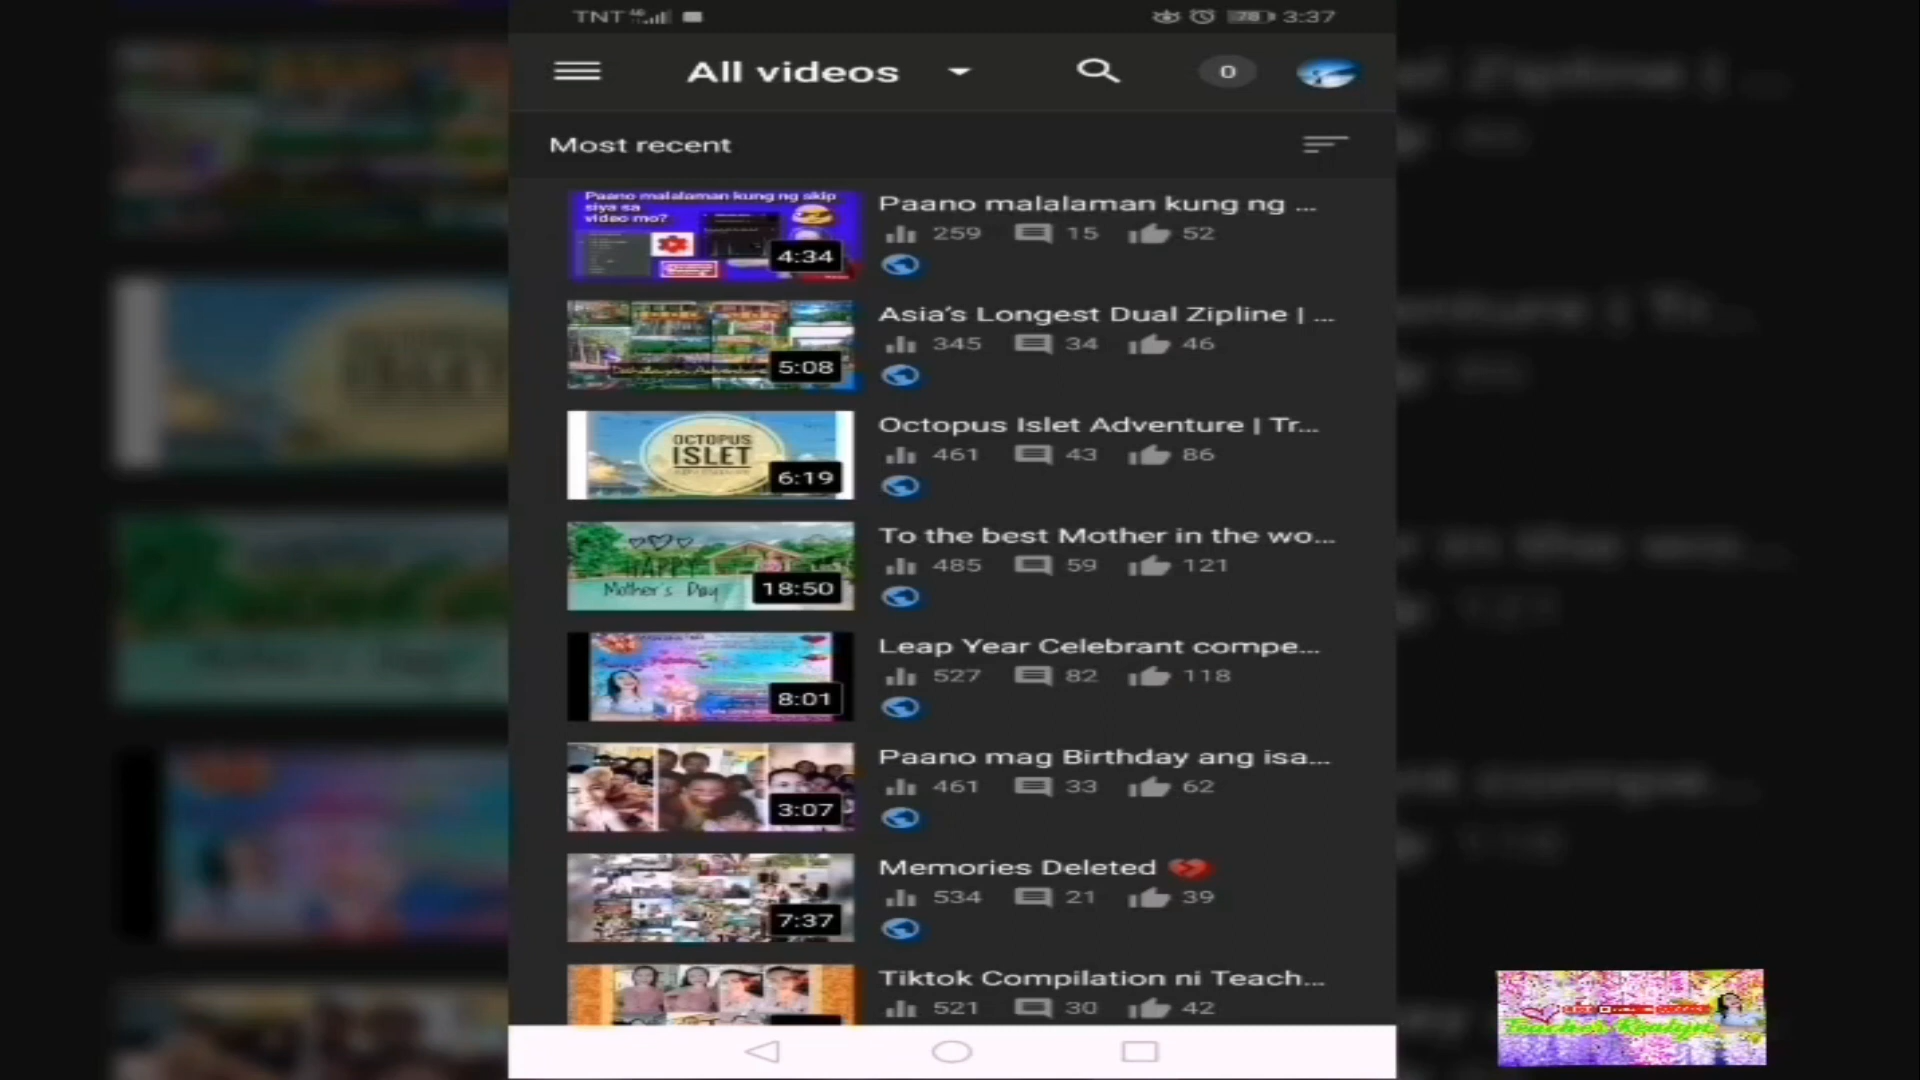 TNT 78 3:37
All videos 0
Most recent
Paano malalaman kung ng skip
siya sa
video mo?
4:34
Paano malalaman kung ng ...
259 15 52
5:08
Asia's Longest Dual Zipline | ...
345 34 46
OCTOPUS
ISLET
6:19
Octopus Islet Adventure | Tr...
461 43 86
HAPPY
Mother's Day
18:50
To the best Mother in the wo...
485 59 121
8:01
Leap Year Celebrant compe...
527 82 118
3:07
Paano mag Birthday ang isa...
461 33 62
7:37
Memories Deleted 💔
534 21 39
Tiktok Compilation ni Teach...
521 30 42
Teacher